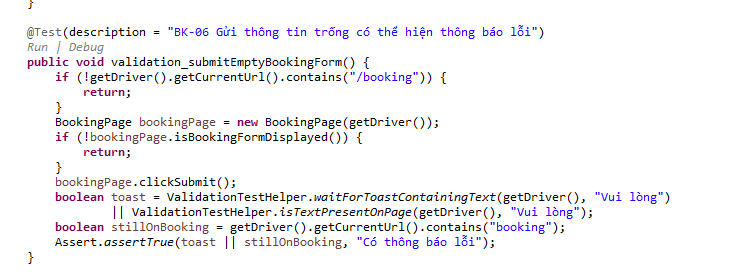 }
@Test(description = "BK-06 Gửi thông tin trống có thể hiện thông báo lỗi")
Run | Debug
public void validation_submitEmptyBookingForm() {
if (!getDriver().getCurrentUrl().contains("/booking")) {
return;
}
BookingPage bookingPage = new BookingPage(getDriver());
if (!bookingPage.isBookingFormDisplayed()) {
return;
}
bookingPage.clickSubmit();
boolean toast = ValidationTestHelper.waitForToastContainingText(getDriver(), "Vui lòng")
|| ValidationTestHelper.isTextPresentOnPage(getDriver(), "Vui lòng");
boolean stillOnBooking = getDriver().getCurrentUrl().contains("booking");
Assert.assertTrue(toast || stillOnBooking, "Có thông báo lỗi");
}